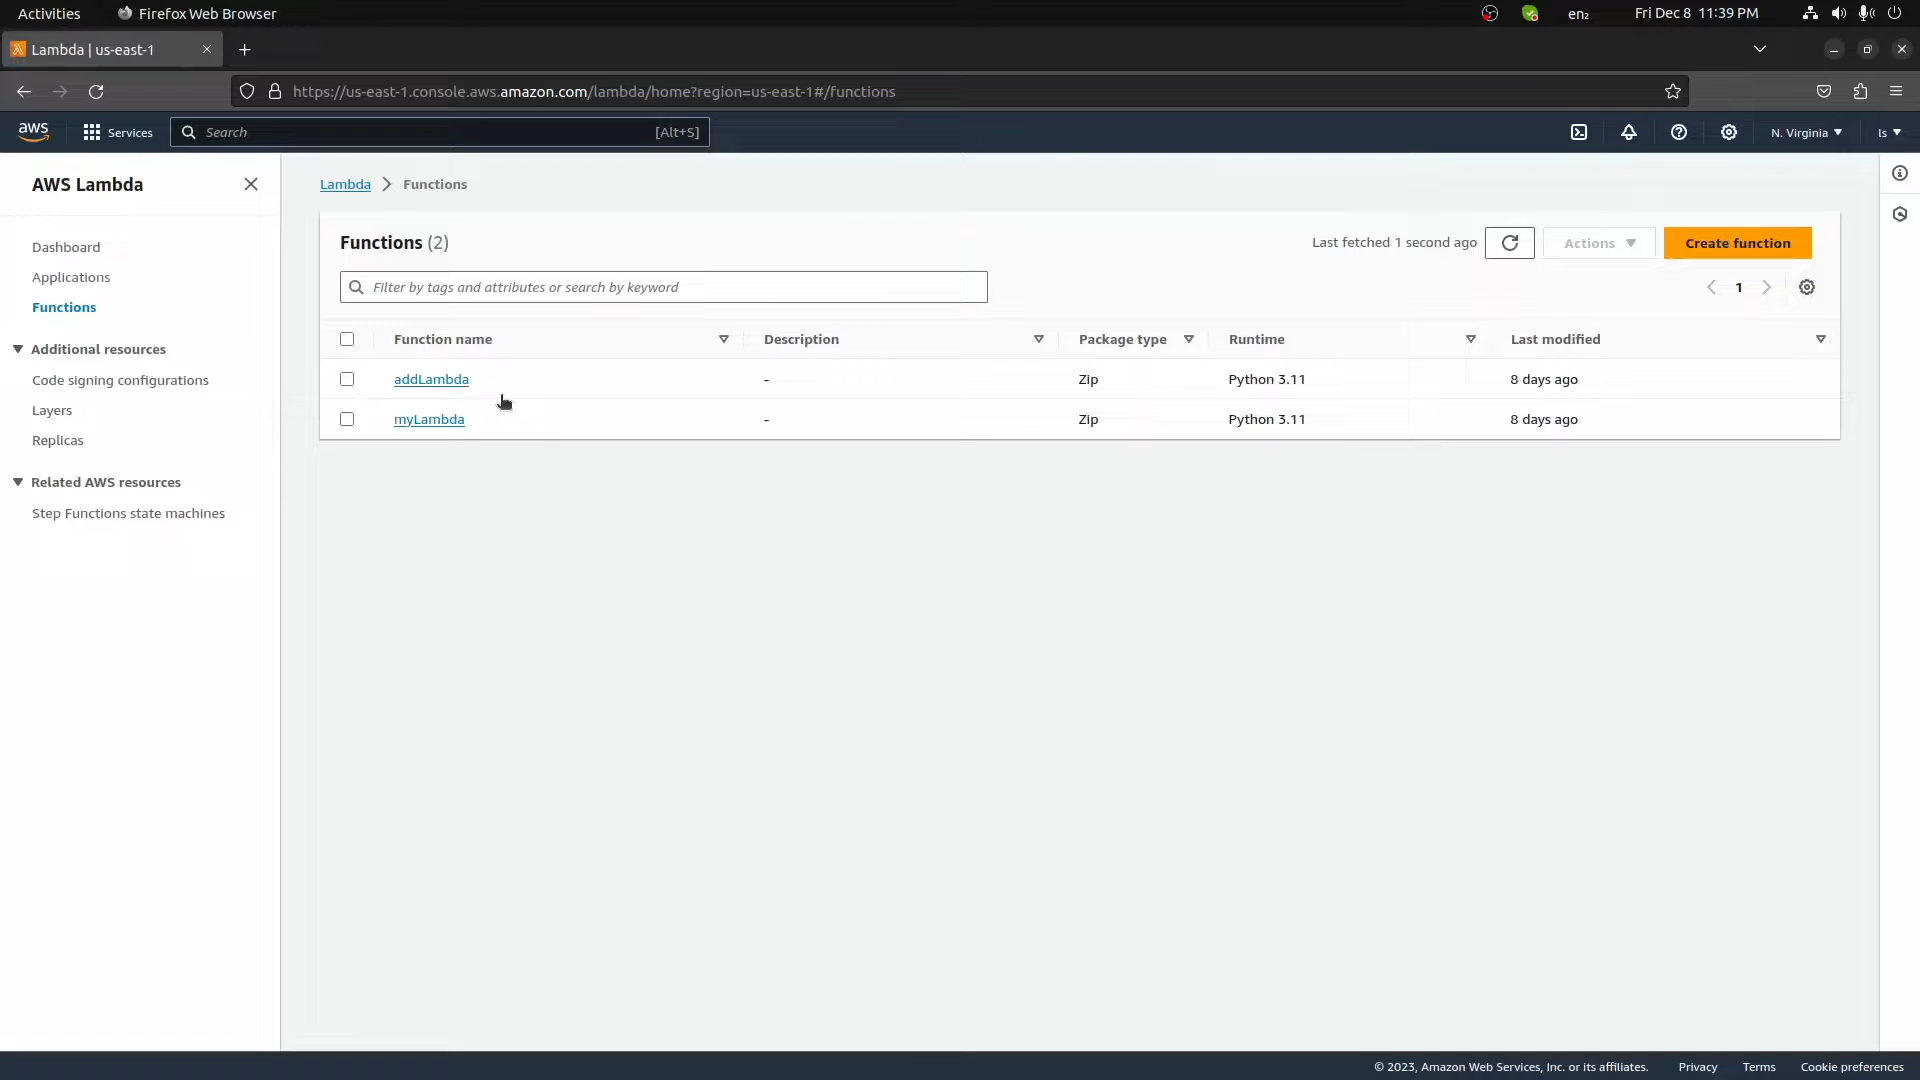 Activities Firefox Web Browser en₂ Fri Dec 8 11:39 PM
Lambda | us-east-1
https://us-east-1.console.aws.amazon.com/lambda/home?region=us-east-1#/functions
aws Services Search [Alt+S] N. Virginia ls
AWS Lambda
Dashboard
Applications
Functions
Additional resources
Code signing configurations
Layers
Replicas
Related AWS resources
Step Functions state machines
Lambda Functions
Functions (2) Last fetched 1 second ago Actions Create function
Filter by tags and attributes or search by keyword 1
Function name Description Package type Runtime Last modified
addLambda - Zip Python 3.11 8 days ago
myLambda - Zip Python 3.11 8 days ago
© 2023, Amazon Web Services, Inc. or its affiliates. Privacy Terms Cookie preferences